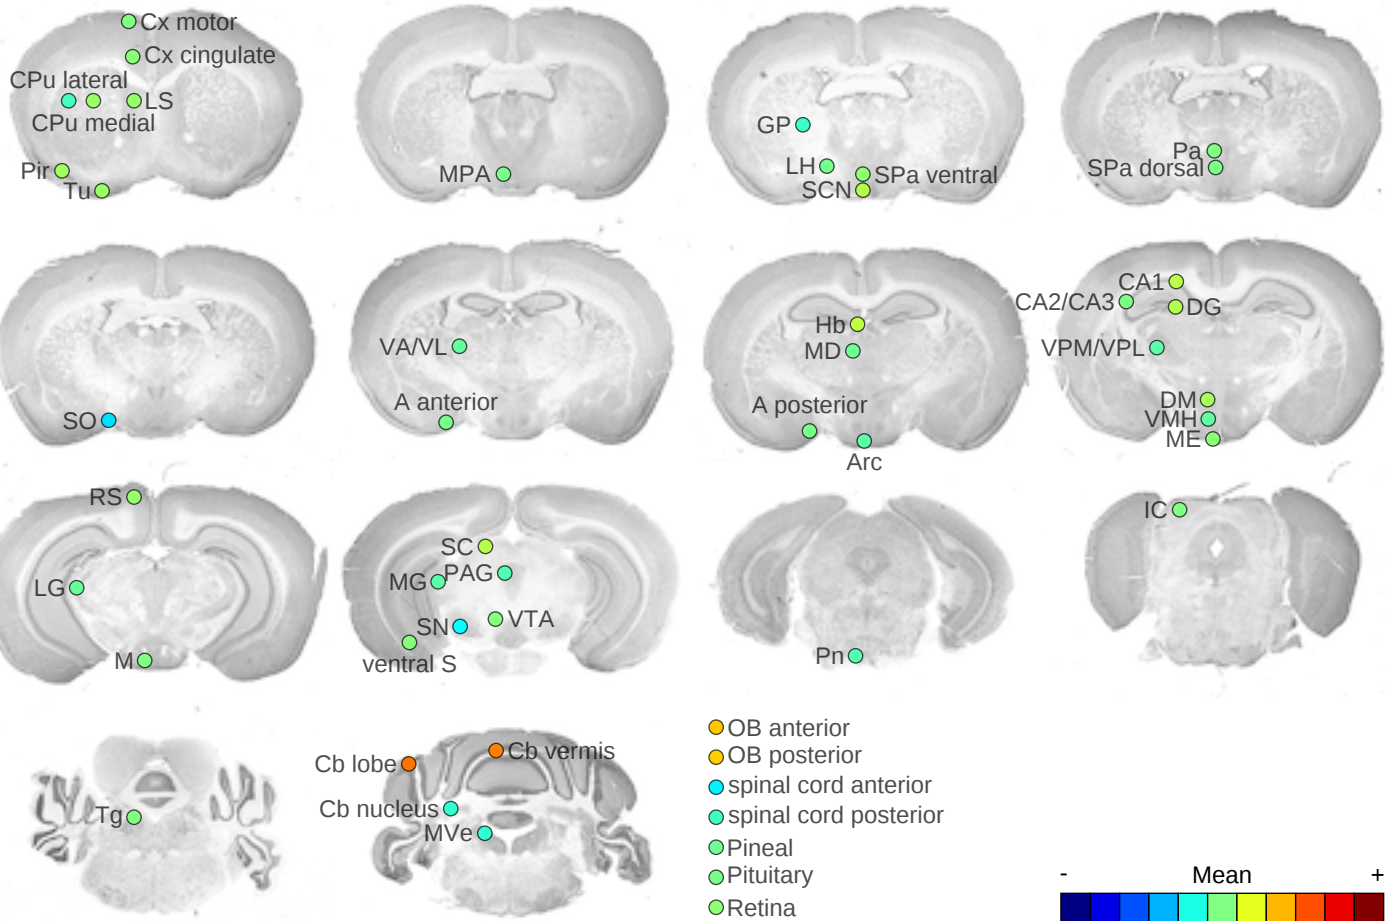 Cx motor
Cx cingulate
CPu lateral
LS
CPu medial
Pir
Tu
MPA
GP
LH
SPa ventral
SCN
Pa
SPa dorsal
SO
VA/VL
A anterior
Hb
MD
A posterior
Arc
CA1
CA2/CA3
DG
VPM/VPL
DM
VMH
ME
RS
LG
M
SC
PAG
MG
SN
VTA
ventral S
Pn
IC
Tg
Cb lobe
Cb vermis
Cb nucleus
MVe
OB anterior
OB posterior
spinal cord anterior
spinal cord posterior
Pineal
Pituitary
Retina
- Mean +